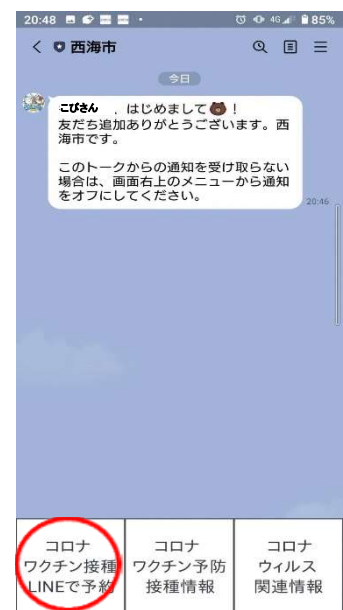 20:48
4G 85%
西海市
今日
こぴさん . はじめまして🐻!
友だち追加ありがとうございます。西
海市です。
このトークからの通知を受け取らない
場合は、画面右上のメニューから通知
をオフにしてください。
20:46
コロナ
ワクチン接種
LINEで予約
コロナ
ワクチン予防
接種情報
コロナ
ウィルス
関連情報